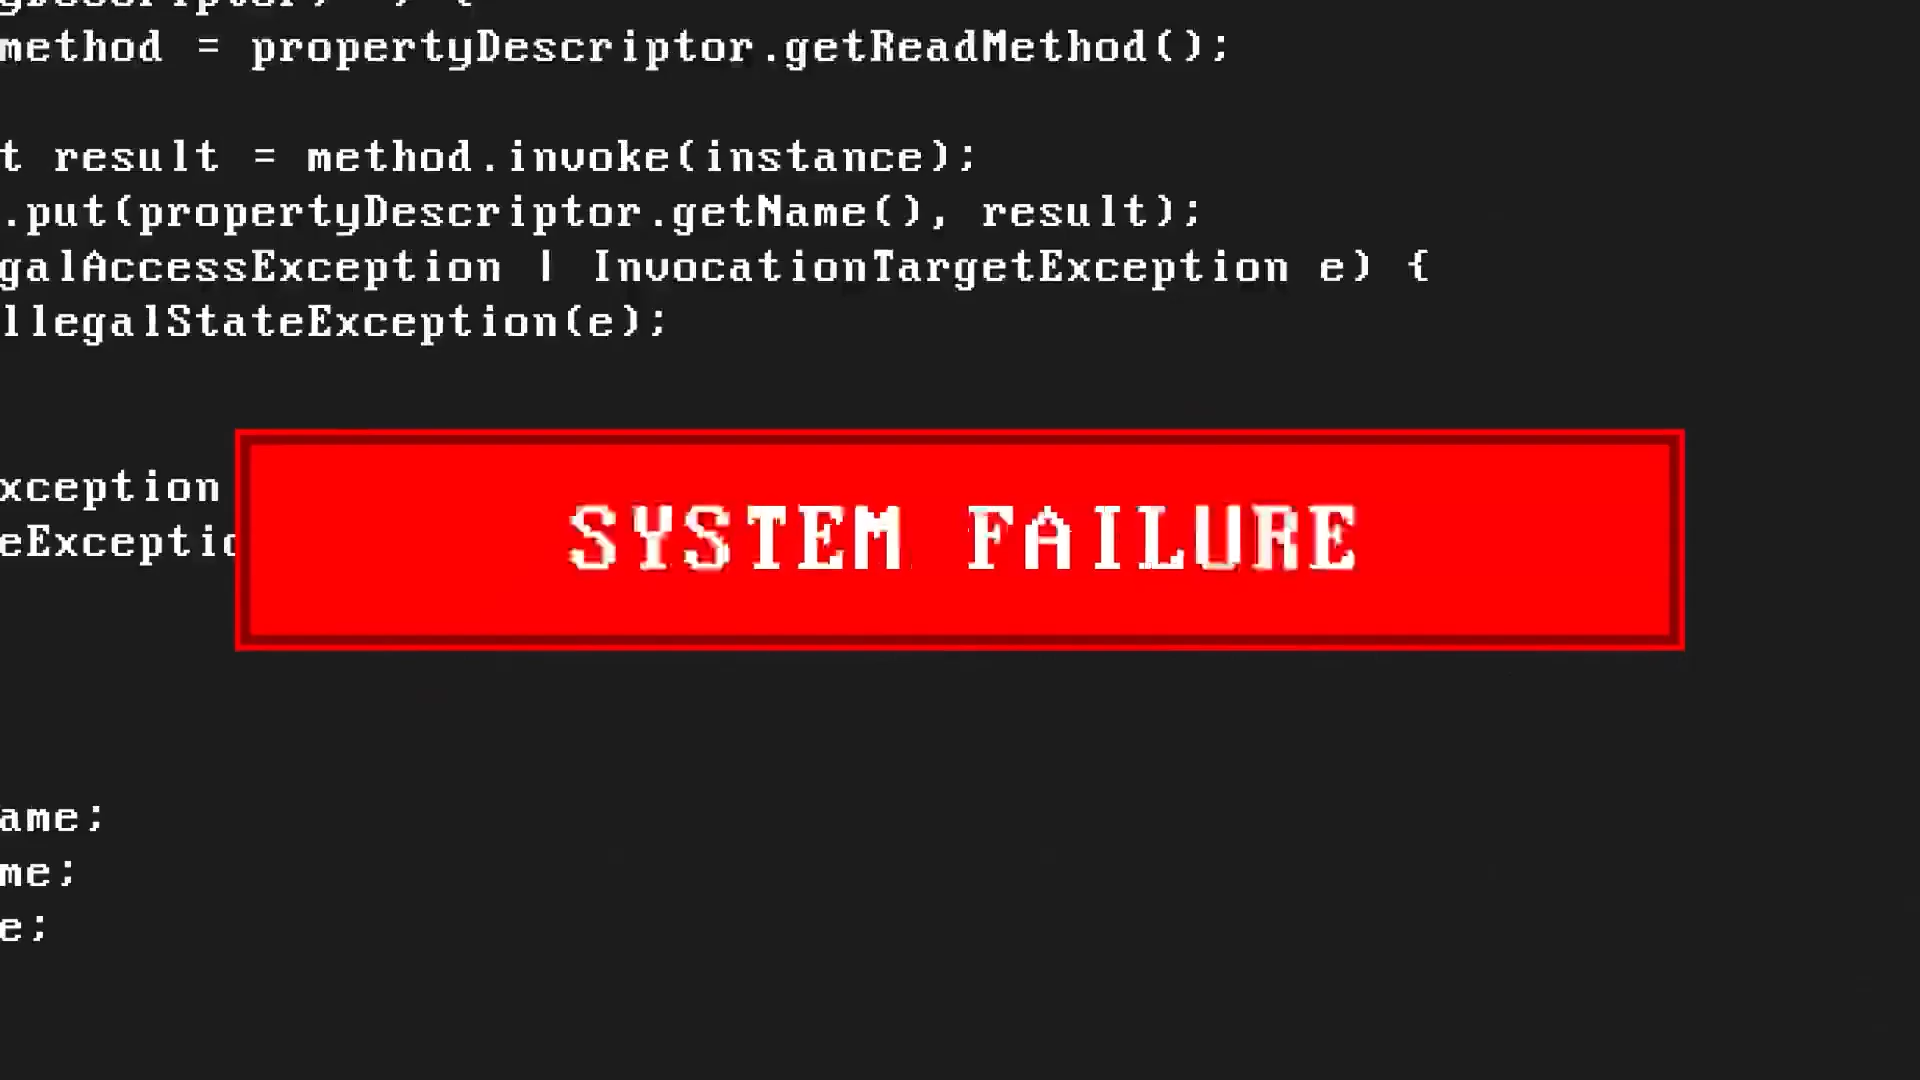 method = propertyDescriptor.getReadMethod();
t result = method.invoke(instance);
.put(propertyDescriptor.getName(), result);
galAccessException | InvocationTargetException e) {
llegalStateException(e);
xception
eExceptio
SYSTEM FAILURE
ame;
me;
e;